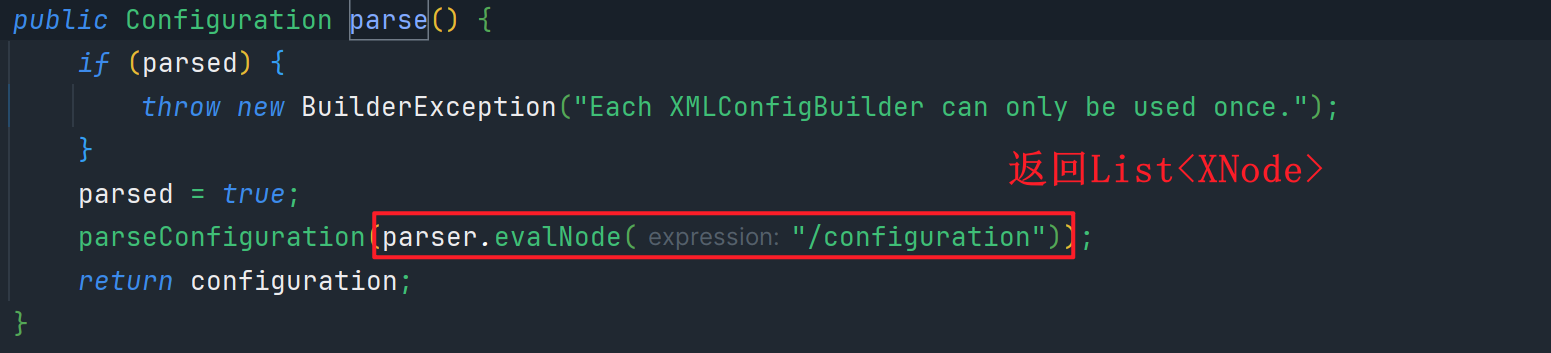 public Configuration parse() {
    if (parsed) {
        throw new BuilderException("Each XMLConfigBuilder can only be used once.");
    }
返回List<XNode>
    parsed = true;
    parseConfiguration(parser.evalNode( expression: "/configuration"));
    return configuration;
}